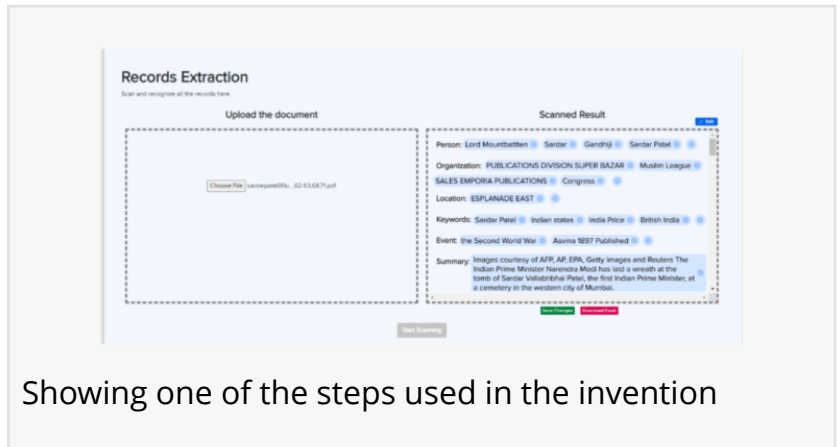 Records Extraction
Scan and recognize all the records here.
Upload the document
Scanned Result
Edit
Choose File
Person: Lord Mountbattten Sardar Gandhiji Sardar Patel
Organization: PUBLICATIONS DIVISION SUPER BAZAR Muslim League
SALES EMPORIA PUBLICATIONS Congress
Location: ESPLANADE EAST
Keywords: Sardar Patel Indian states India Price British India
Event: the Second World War Asvina 1897 Published
Summary: Images courtesy of AFP, AP, EPA, Getty Images and Reuters The
Indian Prime Minister Narendra Modi has laid a wreath at the
tomb of Sardar Vallabhbhai Patel, the first Indian Prime Minister, at
a cemetery in the western city of Mumbai.
Save Changes Download Excel
Start Scanning
Showing one of the steps used in the invention